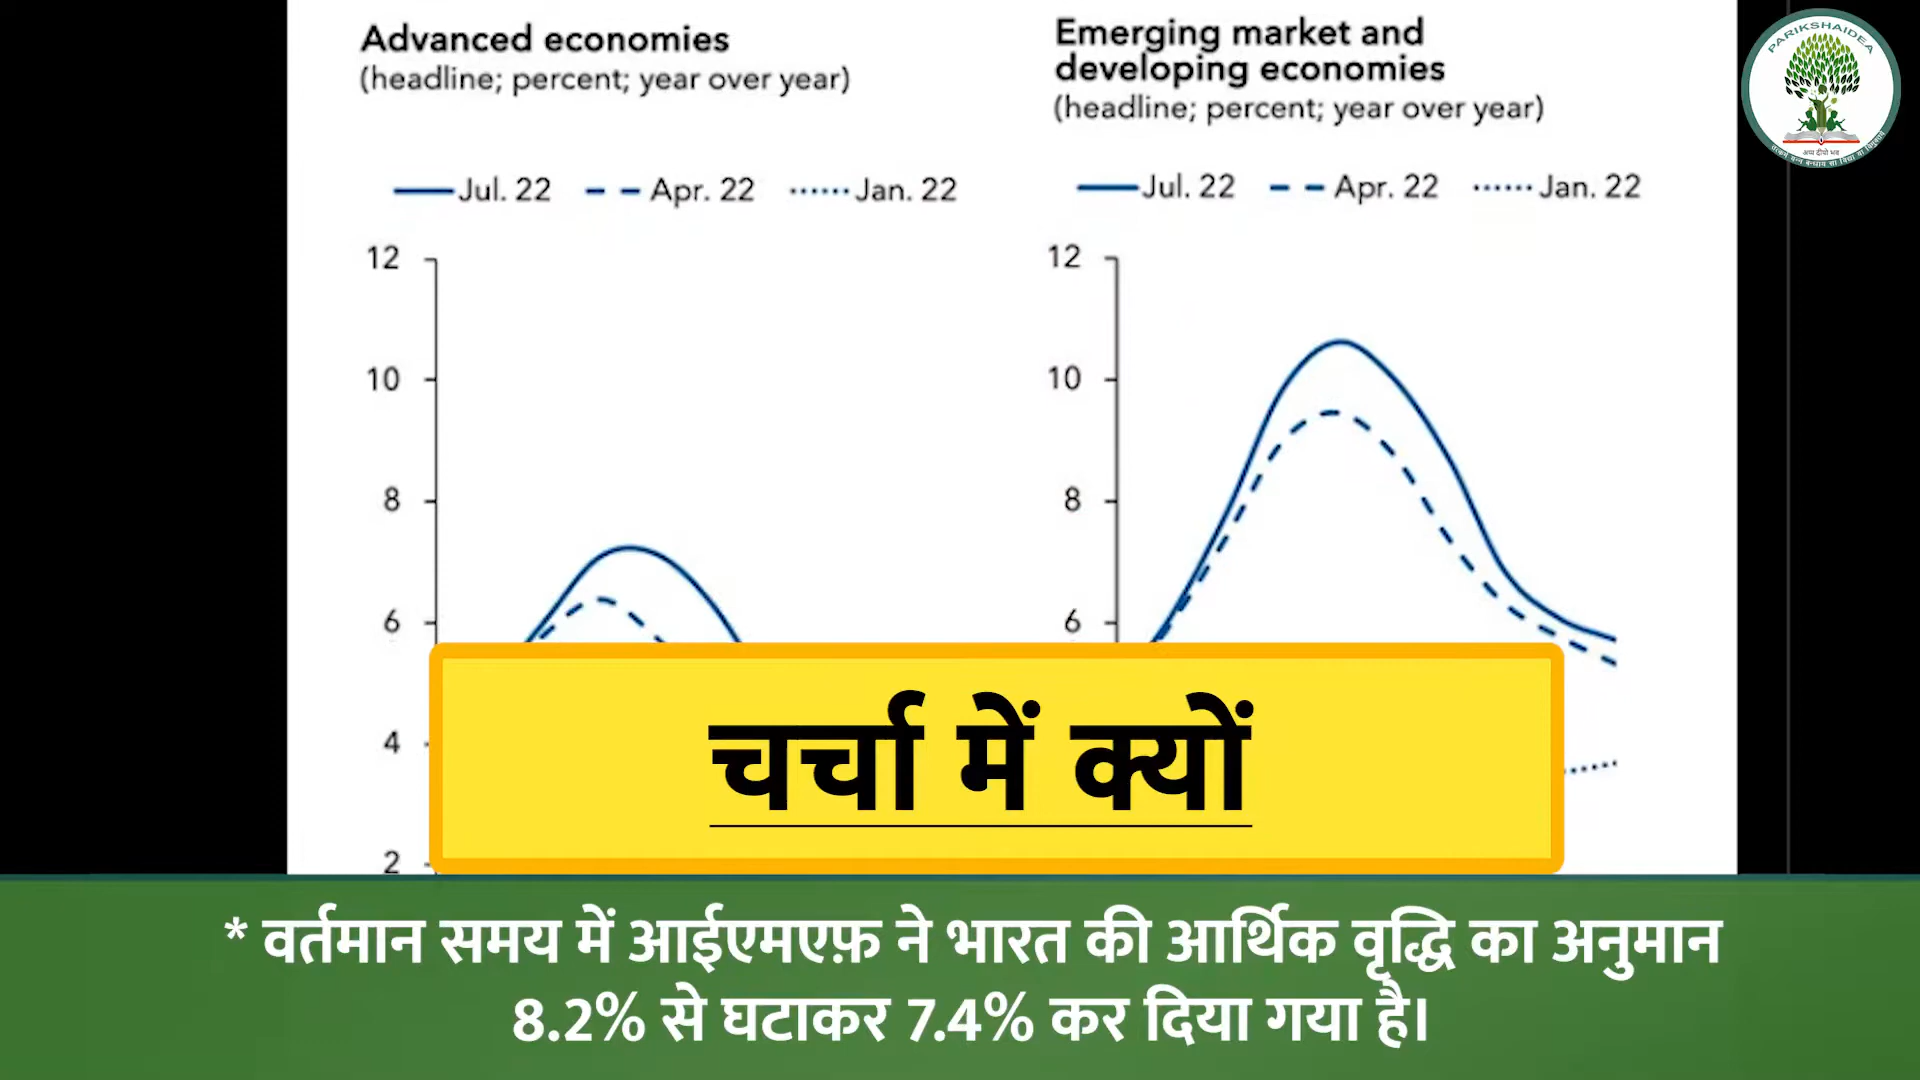 Advanced economies
(headline; percent; year over year)
Jul. 22 Apr. 22 Jan. 22
12
10
8
6
4
2
Emerging market and
developing economies
(headline; percent; year over year)
Jul. 22 Apr. 22 Jan. 22
12
10
8
6
PARIKSHAIDEA
चर्चा में क्यों
* वर्तमान समय में आईएमएफ़ ने भारत की आर्थिक वृद्धि का अनुमान
8.2% से घटाकर 7.4% कर दिया गया है।